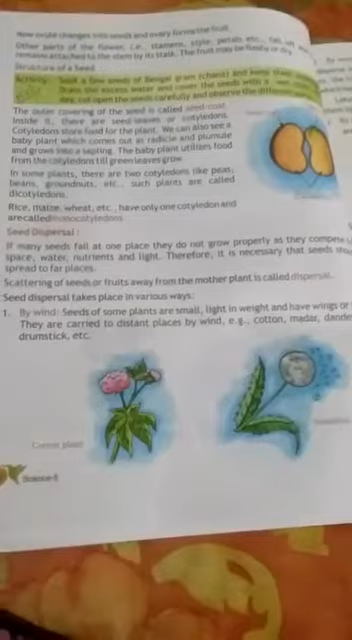 Now ovule changes into seeds and ovary forms the fruit.
Other parts of the flower, i.e., stamens, style, petals etc., fall off
remains attached to the stem by its stalk. The fruit may be fleshy or dry.
Structure of a Seed
Activity: Soak a few seeds of Bengal gram (chana) and keep them
Drain the excess water and cover the seeds with a wet
day, cut open the seeds carefully and observe the
The outer covering of the seed is called seed-coat.
Inside it, there are seed leaves or cotyledons.
Cotyledons store food for the plant. We can also see a
baby plant which comes out as radicle and plumule
and grows into a sapling. The baby plant utilises food
from the cotyledons till green leaves grow.
In some plants, there are two cotyledons like peas,
beans, groundnuts, etc., such plants are called
dicotyledons.
Rice, maize, wheat, etc., have only one cotyledon and
are called monocotyledons.
Seed Dispersal :
If many seeds fall at one place they do not grow properly as they compete
space, water, nutrients and light. Therefore, it is necessary that seeds
spread to far places.
Scattering of seeds or fruits away from the mother plant is called dispersal.
Seed dispersal takes place in various ways:
1. By wind: Seeds of some plants are small, light in weight and have wings or
They are carried to distant places by wind, e.g., cotton, madar,
drumstick, etc.
Cotton plant
Science-5